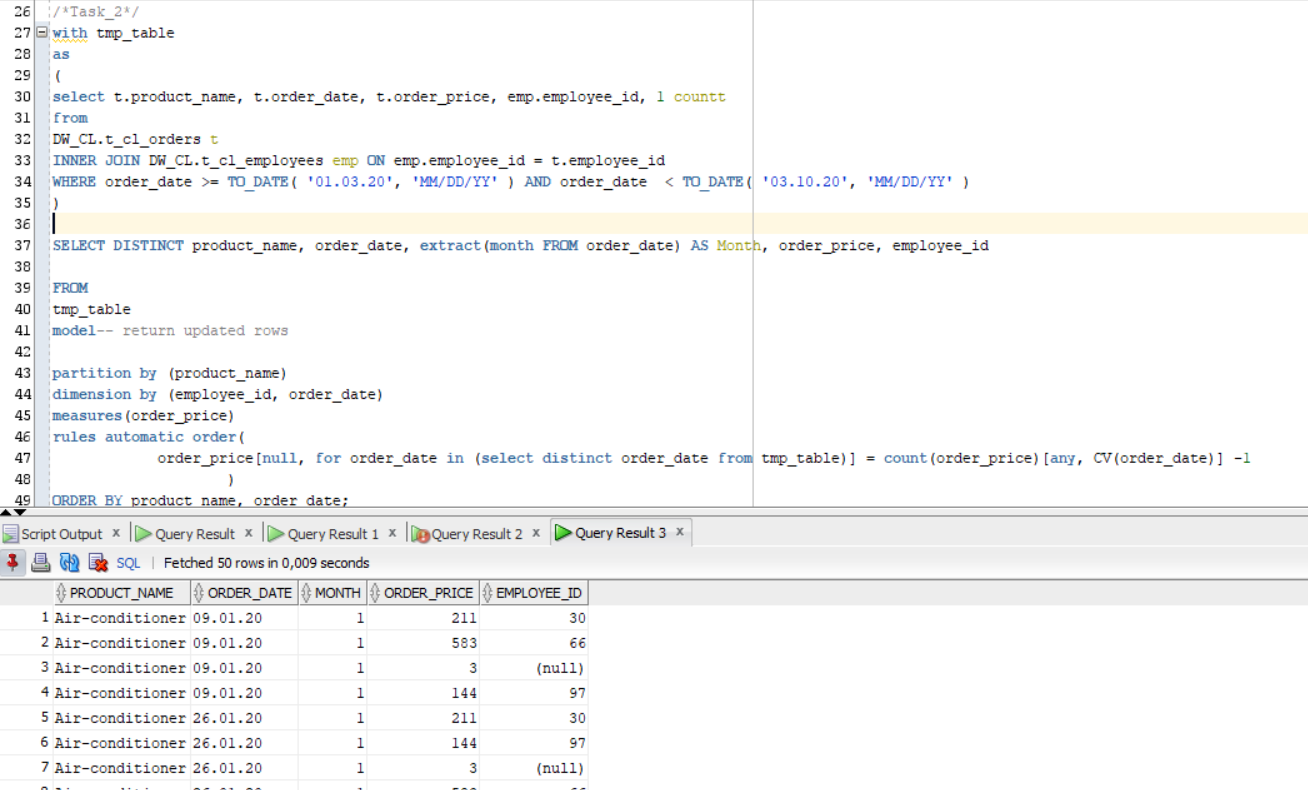 26 /*Task_2*/
27 with tmp_table
28 as
29 (
30 select t.product_name, t.order_date, t.order_price, emp.employee_id, 1 countt
31 from
32 DW_CL.t_cl_orders t
33 INNER JOIN DW_CL.t_cl_employees emp ON emp.employee_id = t.employee_id
34 WHERE order_date >= TO_DATE( '01.03.20', 'MM/DD/YY' ) AND order_date  < TO_DATE( '03.10.20', 'MM/DD/YY' )
35 )
36
37 SELECT DISTINCT product_name, order_date, extract(month FROM order_date) AS Month, order_price, employee_id
38
39 FROM
40 tmp_table
41 model-- return updated rows
42
43 partition by (product_name)
44 dimension by (employee_id, order_date)
45 measures(order_price)
46 rules automatic order(
47 order_price[null, for order_date in (select distinct order_date from tmp_table)] = count(order_price)[any, CV(order_date)] -1
48 )
49 ORDER BY product_name, order_date;
Script Output x Query Result x Query Result 1 x Query Result 2 x Query Result 3 x
SQL | Fetched 50 rows in 0,009 seconds
PRODUCT_NAME ORDER_DATE MONTH ORDER_PRICE EMPLOYEE_ID
1 Air-conditioner 09.01.20 1 211 30
2 Air-conditioner 09.01.20 1 583 66
3 Air-conditioner 09.01.20 1 3 (null)
4 Air-conditioner 09.01.20 1 144 97
5 Air-conditioner 26.01.20 1 211 30
6 Air-conditioner 26.01.20 1 144 97
7 Air-conditioner 26.01.20 1 3 (null)